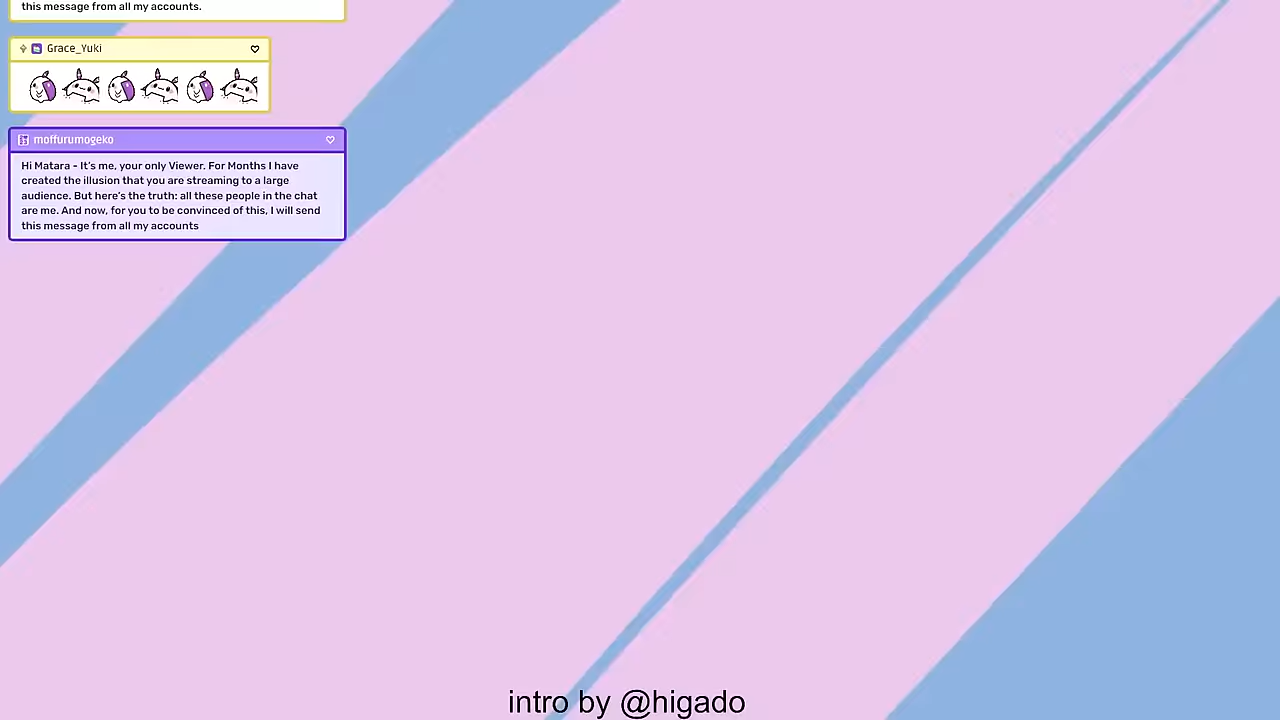 this message from all my accounts.
Grace_Yuki
moffurumogeko
Hi Matara - It's me, your only Viewer. For Months I have
created the illusion that you are streaming to a large
audience. But here's the truth: all these people in the chat
are me. And now, for you to be convinced of this, I will send
this message from all my accounts
intro by @higado